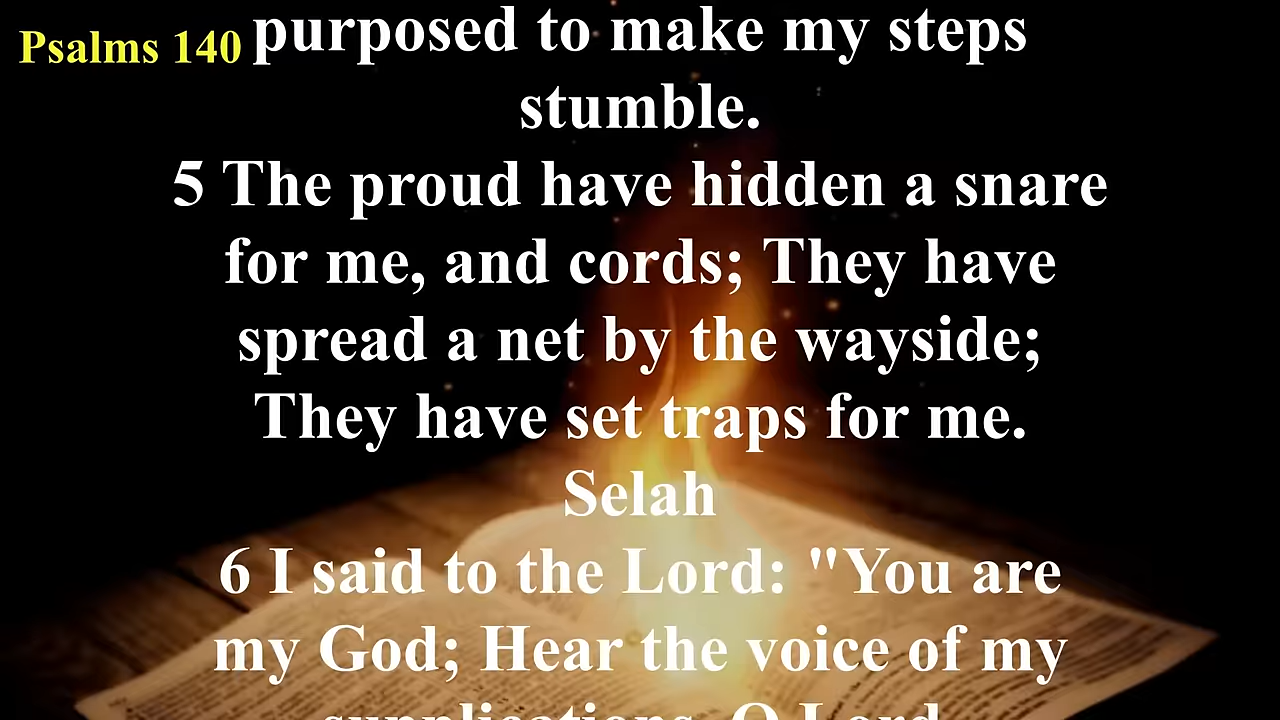 Psalms 140
purposed to make my steps
stumble.
5 The proud have hidden a snare
for me, and cords; They have
spread a net by the wayside;
They have set traps for me.
Selah
6 I said to the Lord: "You are
my God; Hear the voice of my
supplications, O Lord